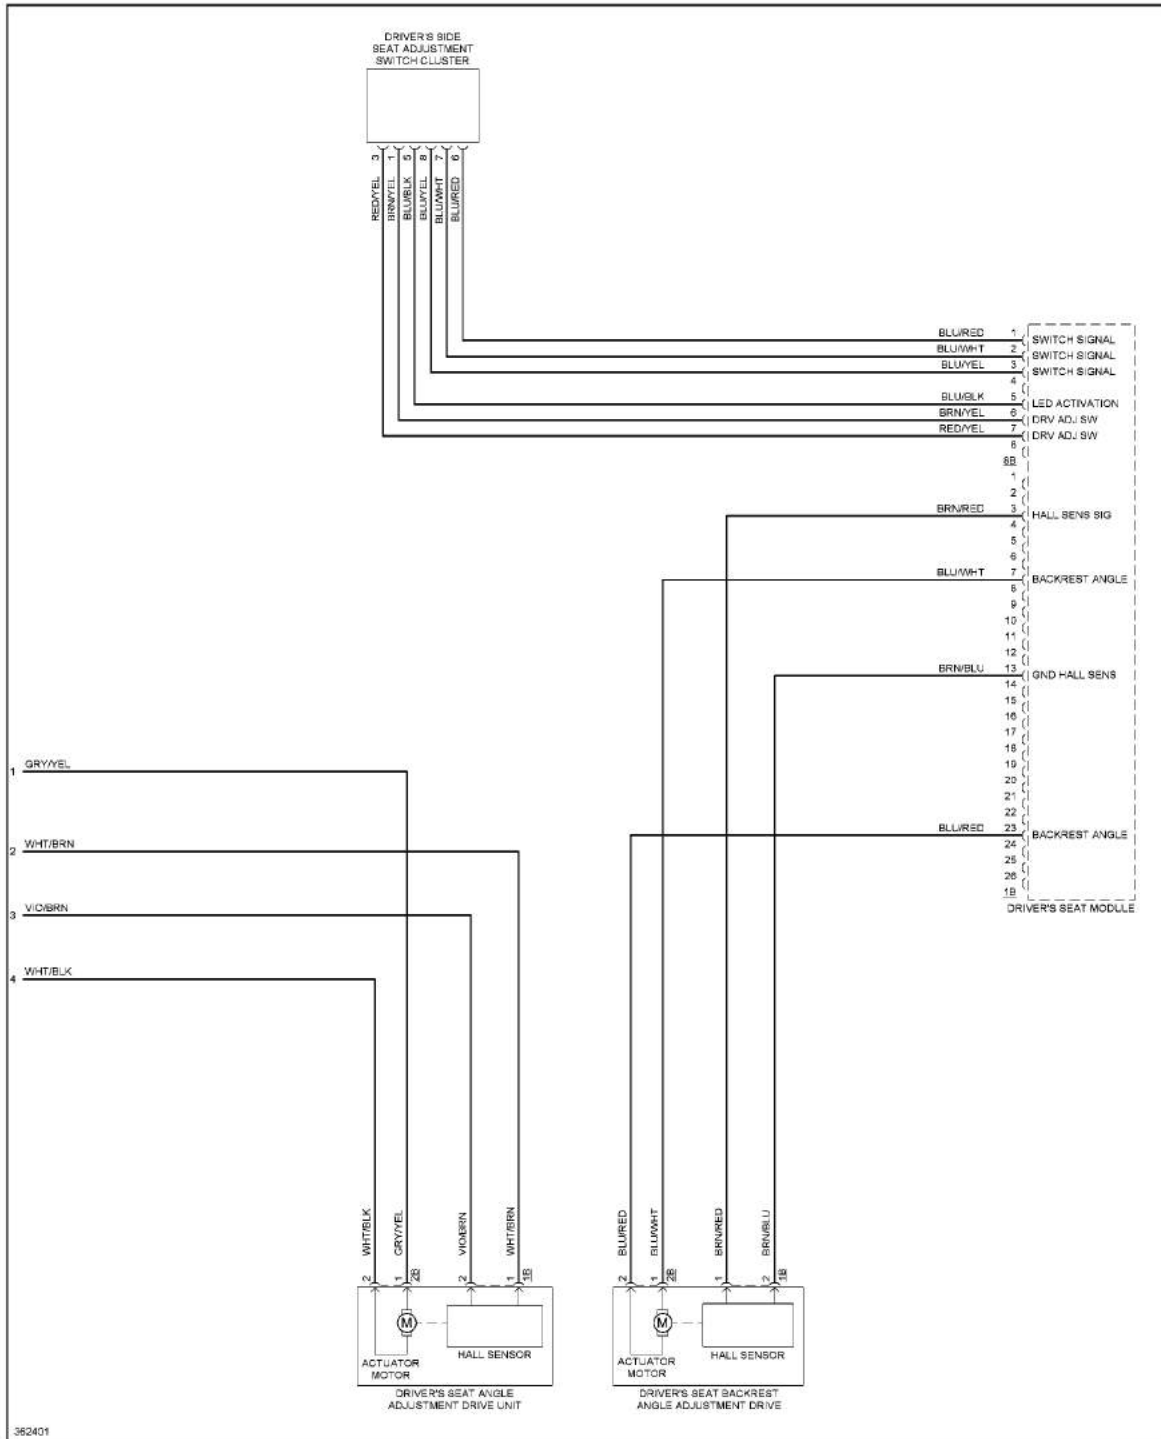 DRIVER'S SIDE
SEAT ADJUSTMENT
SWITCH CLUSTER
3 1 5 8 7 6
RED/YEL BRN/YEL BLU/BLK BLU/YEL BLU/WHT BLU/RED
BLU/RED 1 SWITCH SIGNAL
BLU/WHT 2 SWITCH SIGNAL
BLU/YEL 3 SWITCH SIGNAL
4
BLU/BLK 5 LED ACTIVATION
BRN/YEL 6 DRV ADJ SW
RED/YEL 7 DRV ADJ SW
8
8B
1
2
BRN/RED 3 HALL SENS SIG
4
5
6
BLU/WHT 7 BACKREST ANGLE
8
9
10
11
12
BRN/BLU 13 GND HALL SENS
14
15
16
17
18
19
20
21
22
BLU/RED 23 BACKREST ANGLE
24
25
26
1B
DRIVER'S SEAT MODULE
1 GRY/YEL
2 WHT/BRN
3 VIO/BRN
4 WHT/BLK
WHT/BLK GRY/YEL VIO/BRN WHT/BRN BLU/RED BLU/WHT BRN/RED BRN/BLU
2 1 2B 2 1 1B 2 1 2B 1 2 1B
M M
HALL SENSOR HALL SENSOR
ACTUATOR ACTUATOR
MOTOR MOTOR
DRIVER'S SEAT ANGLE DRIVER'S SEAT BACKREST
ADJUSTMENT DRIVE UNIT ANGLE ADJUSTMENT DRIVE
362401